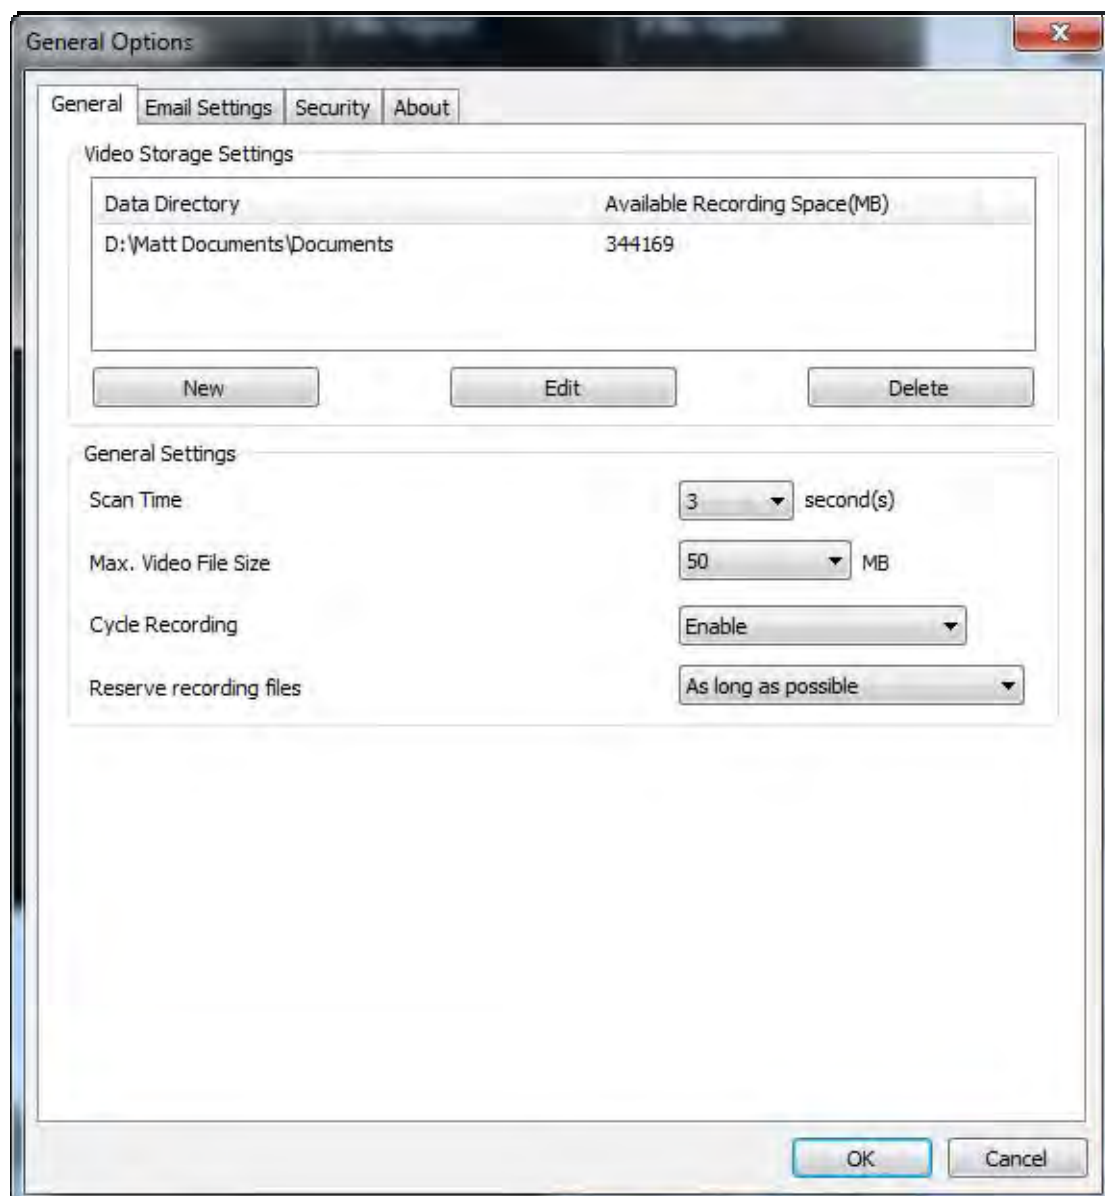 General Options
General Email Settings Security About
Video Storage Settings
Data Directory Available Recording Space(MB)
D:\Matt Documents\Documents 344169
New Edit Delete
General Settings
Scan Time 3 second(s)
Max. Video File Size 50 MB
Cycle Recording Enable
Reserve recording files As long as possible
OK Cancel